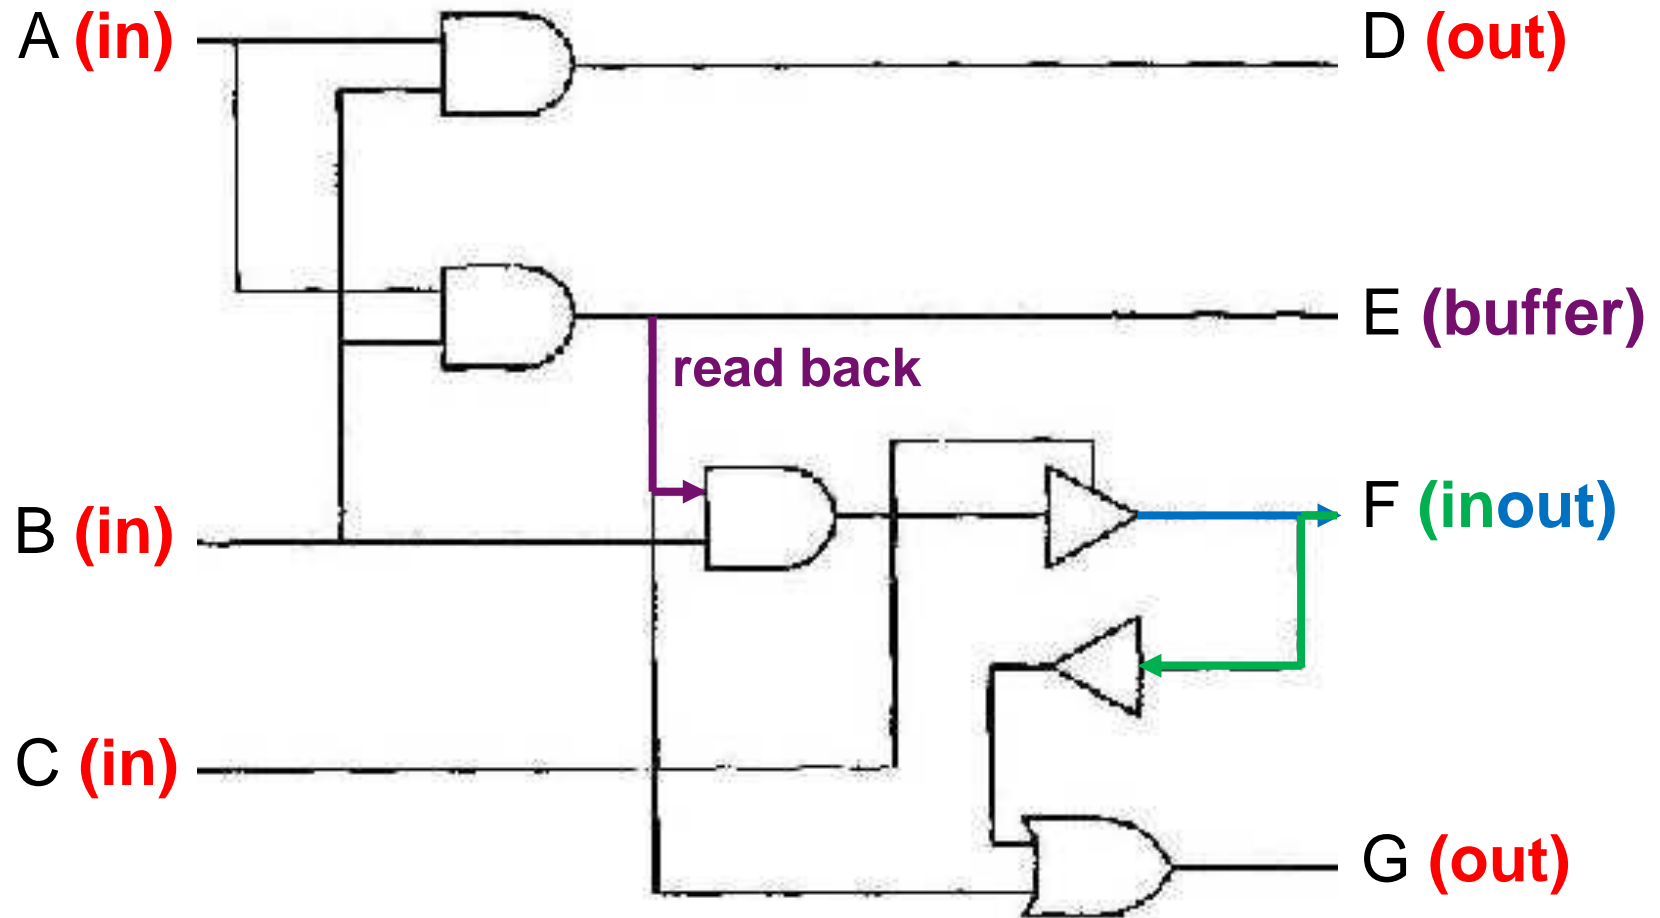 A (in)
D (out)
E (buffer)
read back
B (in)
F (inout)
C (in)
G (out)